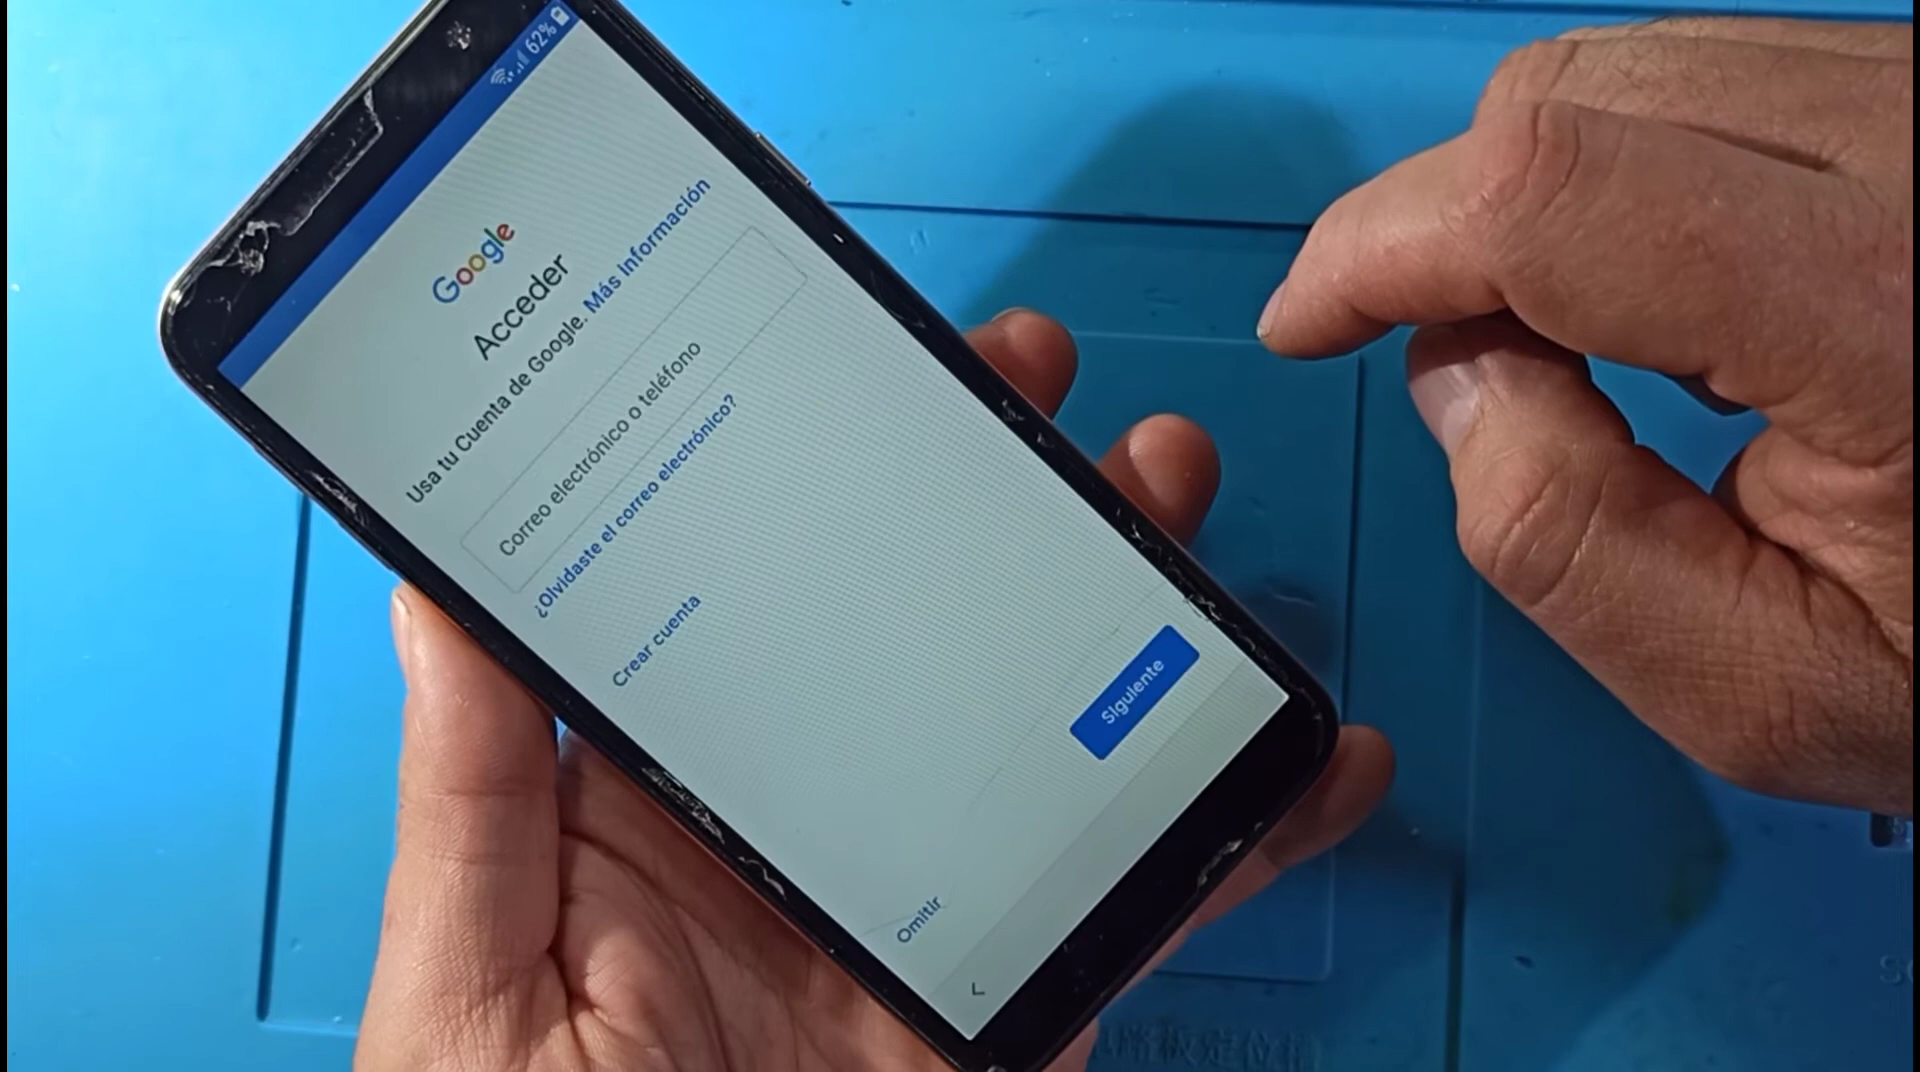 62%
Google
Acceder
Usa tu Cuenta de Google. Más información
Correo electrónico o teléfono
¿Olvidaste el correo electrónico?
Crear cuenta
Siguiente
Omitir